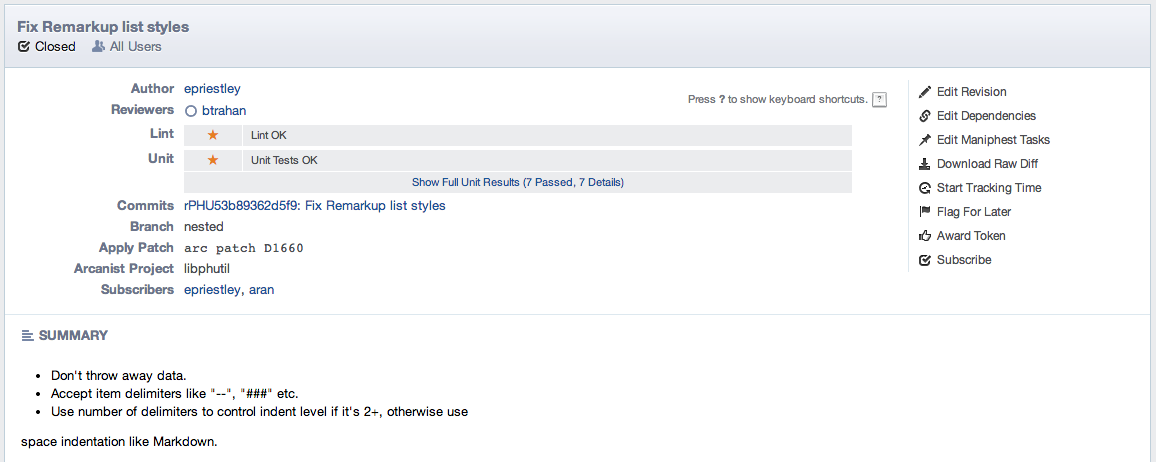 Fix Remarkup list styles
Closed All Users
Author epriestley
Reviewers btrahan
Press ? to show keyboard shortcuts. ?
Lint ★ Lint OK
Unit ★ Unit Tests OK
Show Full Unit Results (7 Passed, 7 Details)
Commits rPHU53b89362d5f9: Fix Remarkup list styles
Branch nested
Apply Patch arc patch D1660
Arcanist Project libphutil
Subscribers epriestley, aran
Edit Revision
Edit Dependencies
Edit Maniphest Tasks
Download Raw Diff
Start Tracking Time
Flag For Later
Award Token
Subscribe
SUMMARY
• Don't throw away data.
• Accept item delimiters like "--", "###" etc.
• Use number of delimiters to control indent level if it's 2+, otherwise use
space indentation like Markdown.